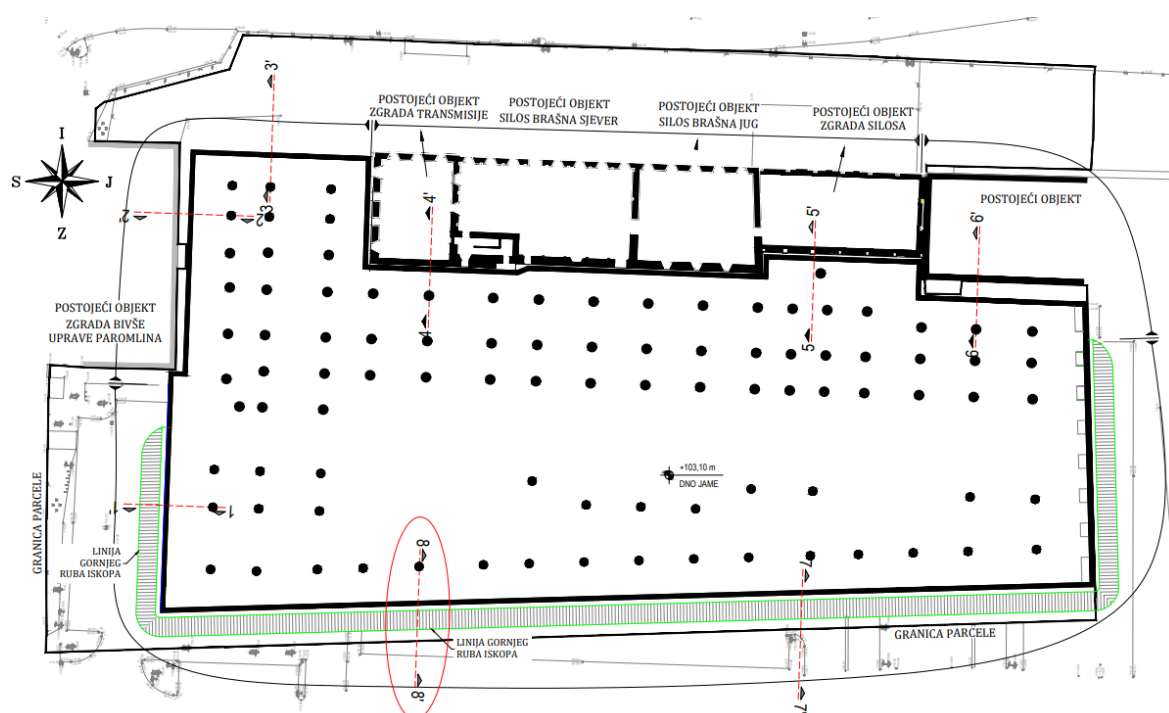 3'
POSTOJEĆI OBJEKT
ZGRADA TRANSMISIJE
POSTOJEĆI OBJEKT
SILOS BRAŠNA SJEVER
POSTOJEĆI OBJEKT
SILOS BRAŠNA JUG
POSTOJEĆI OBJEKT
ZGRADA SILOSA
I
S
J
Z
2'
2
3
4'
5'
6'
POSTOJEĆI OBJEKT
POSTOJEĆI OBJEKT
ZGRADA BIVŠE
UPRAVE PAROMLINA
4
5
6
GRANICA PARCELE
+103,10 m
DNO JAME
1'
1
LINIJA
GORNJEG
RUBA ISKOPA
8
7
LINIJA GORNJEG
RUBA ISKOPA
GRANICA PARCELE
8'
7'